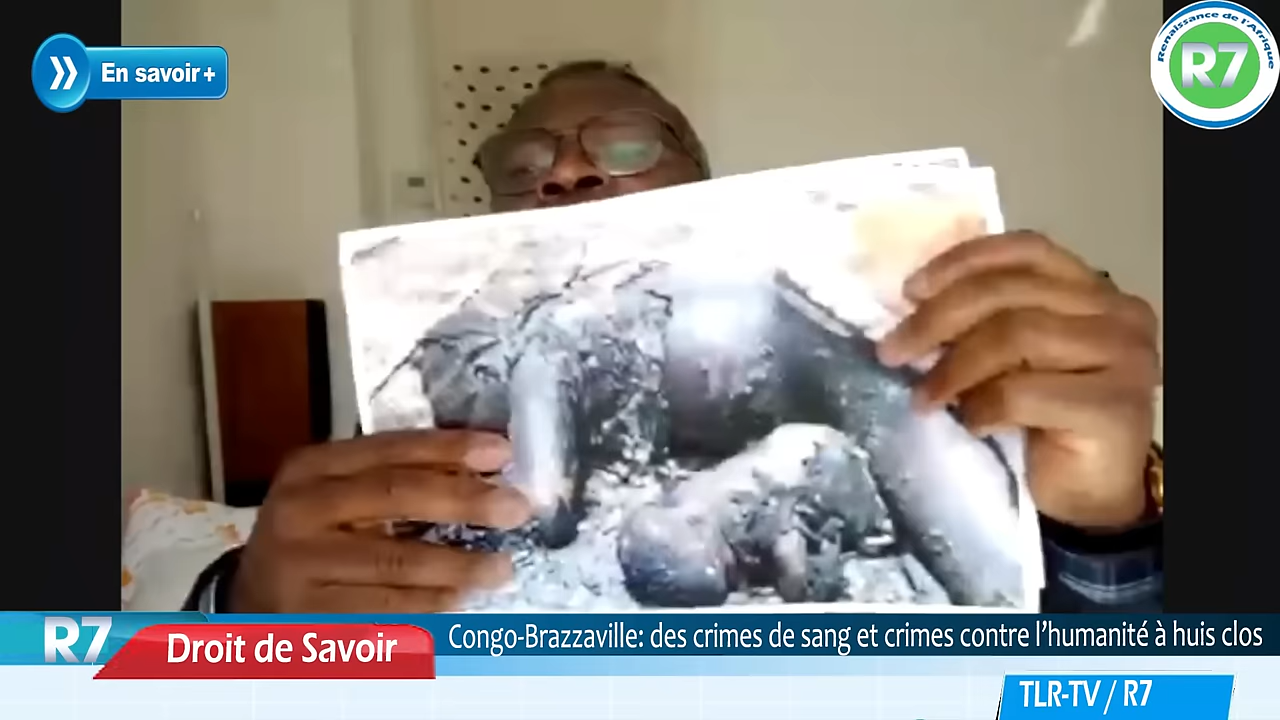 En savoir+
Renaissance de l'Afrique
R7
R7
Droit de Savoir
Congo-Brazzaville: des crimes de sang et crimes contre l'humanité à huis clos
TLR-TV / R7